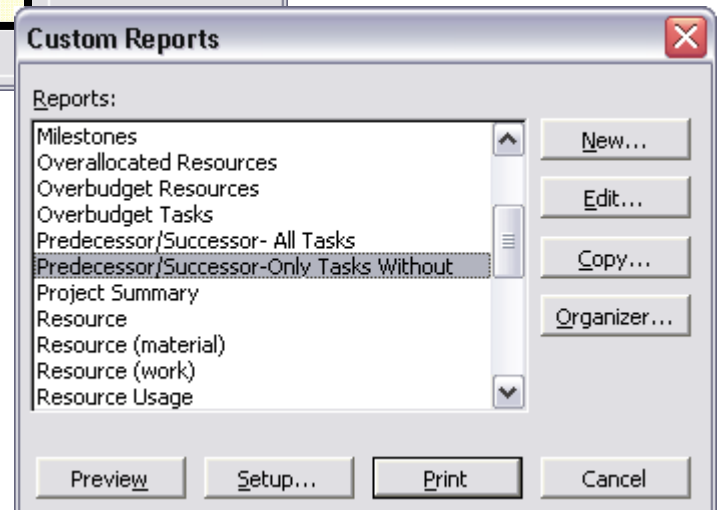 Custom Reports
Reports:
Milestones
Overallocated Resources
Overbudget Resources
Overbudget Tasks
Predecessor/Successor- All Tasks
Predecessor/Successor-Only Tasks Without
Project Summary
Resource
Resource (material)
Resource (work)
Resource Usage
New...
Edit...
Copy...
Organizer...
Preview
Setup...
Print
Cancel